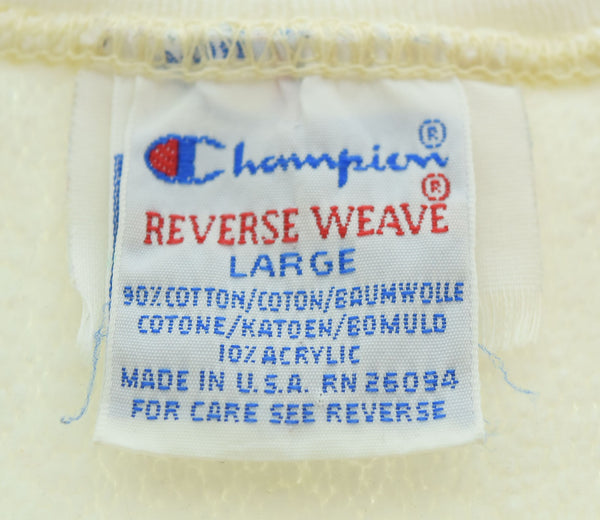 Champion®
REVERSE WEAVE®
LARGE
90% COTTON/COTON/BAUMWOLLE
COTONE/KATOEN/BOMULD
10% ACRYLIC
MADE IN U.S.A. RN 26094
FOR CARE SEE REVERSE